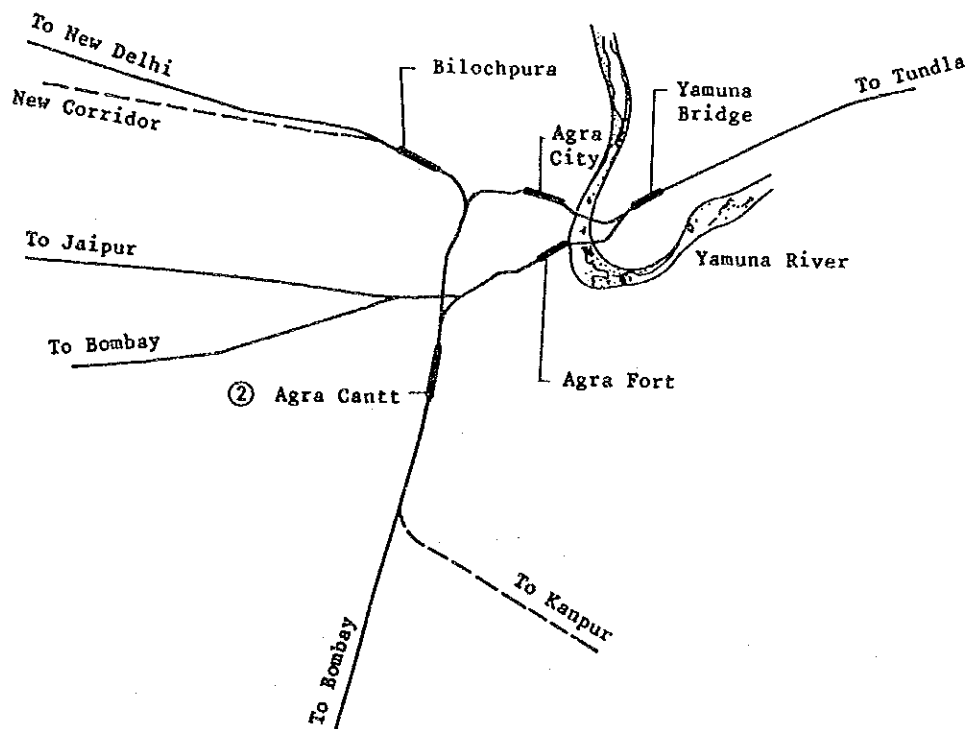 To New Delhi
New Corridor
Bilochpura
Agra
City
Yamuna
Bridge
To Tundla
To Jaipur
Yamuna River
To Bombay
Agra Fort
② Agra Cantt
To Kanpur
To Bombay